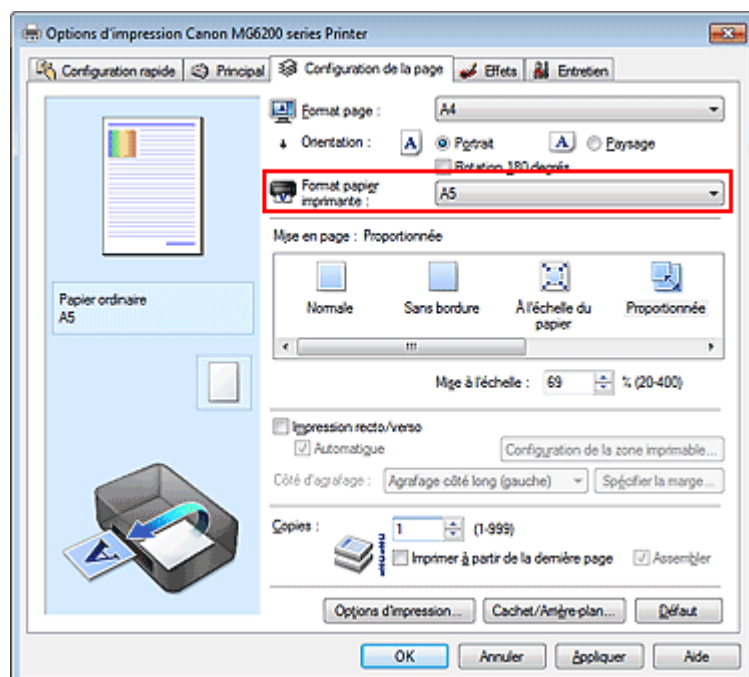 Options d'impression Canon MG6200 series Printer
Configuration rapide Principal Configuration de la page Effets Entretien
Format page : A4
Orientation : A Portrait A Paysage
Rotation 180 degrés
Format papier imprimante : A5
Mise en page : Proportionnée
Normale Sans bordure À l'échelle du papier Proportionnée
Papier ordinaire
A5
Mise à l'échelle : 69 % (20-400)
Impression recto/verso
Automatique Configuration de la zone imprimable...
Côté d'agrafage : Agrafage côté long (gauche) Spécifier la marge...
Copies : 1 (1-999)
Imprimer à partir de la dernière page Assembler
Options d'impression... Cachet/Arrière-plan... Défaut
OK Annuler Appliquer Aide